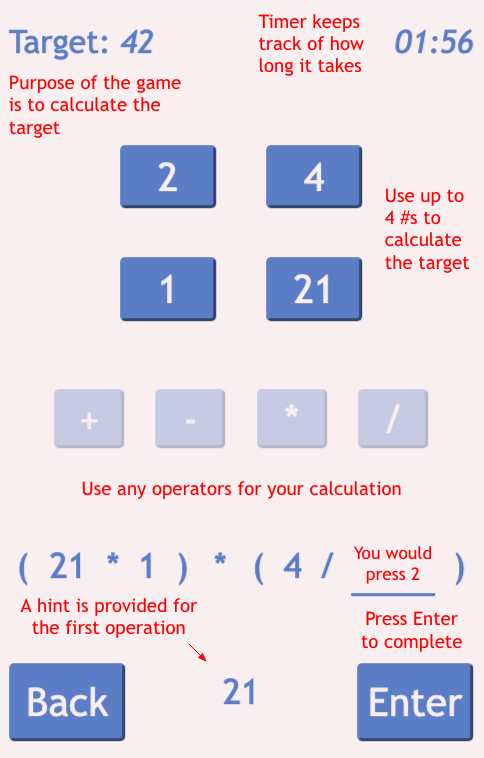 Target: 42
Timer keeps
track of how
long it takes
01:56
Purpose of the game
is to calculate the
target
2 4
Use up to
4 #s to
calculate
the target
1 21
+ - * /
Use any operators for your calculation
( 21 * 1 ) * ( 4 / )
You would
press 2
A hint is provided for
the first operation
Press Enter
to complete
Back
21
Enter